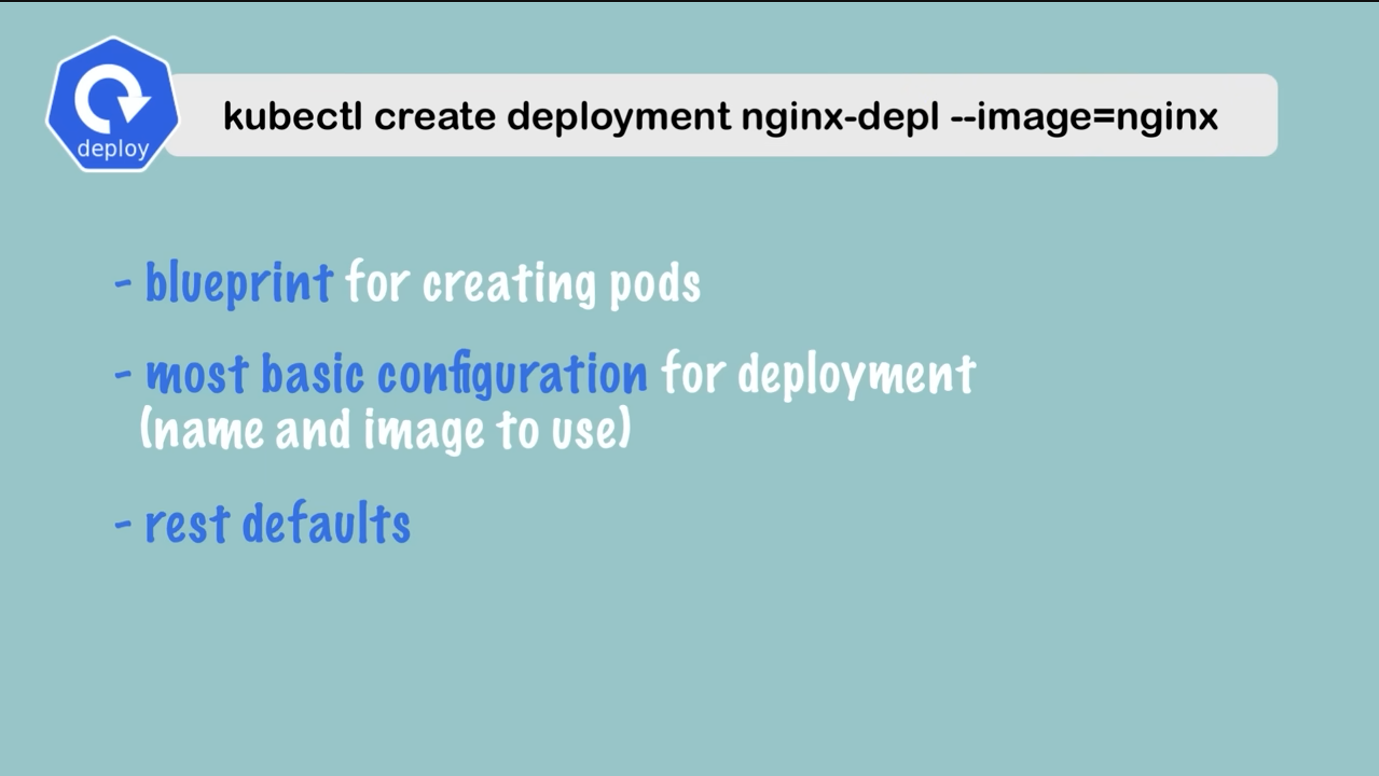 deploy
kubectl create deployment nginx-depl --image=nginx
- blueprint for creating pods
- most basic configuration for deployment
(name and image to use)
- rest defaults